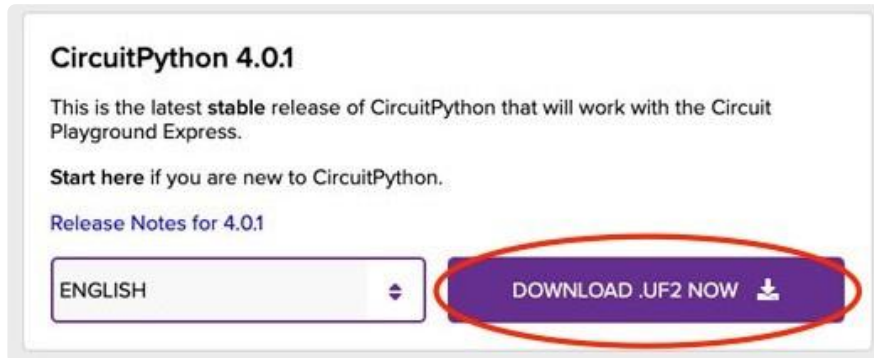 CircuitPython 4.0.1
This is the latest stable release of CircuitPython that will work with the Circuit
Playground Express.
Start here if you are new to CircuitPython.
Release Notes for 4.0.1
ENGLISH
DOWNLOAD .UF2 NOW